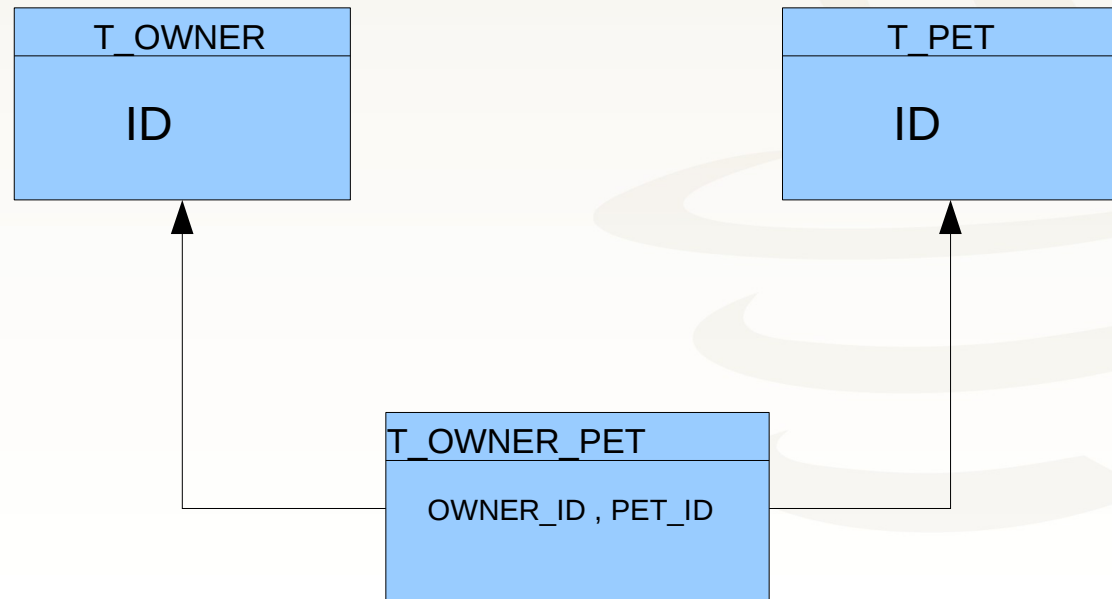 T_OWNER
ID
T_PET
ID
T_OWNER_PET
OWNER_ID , PET_ID